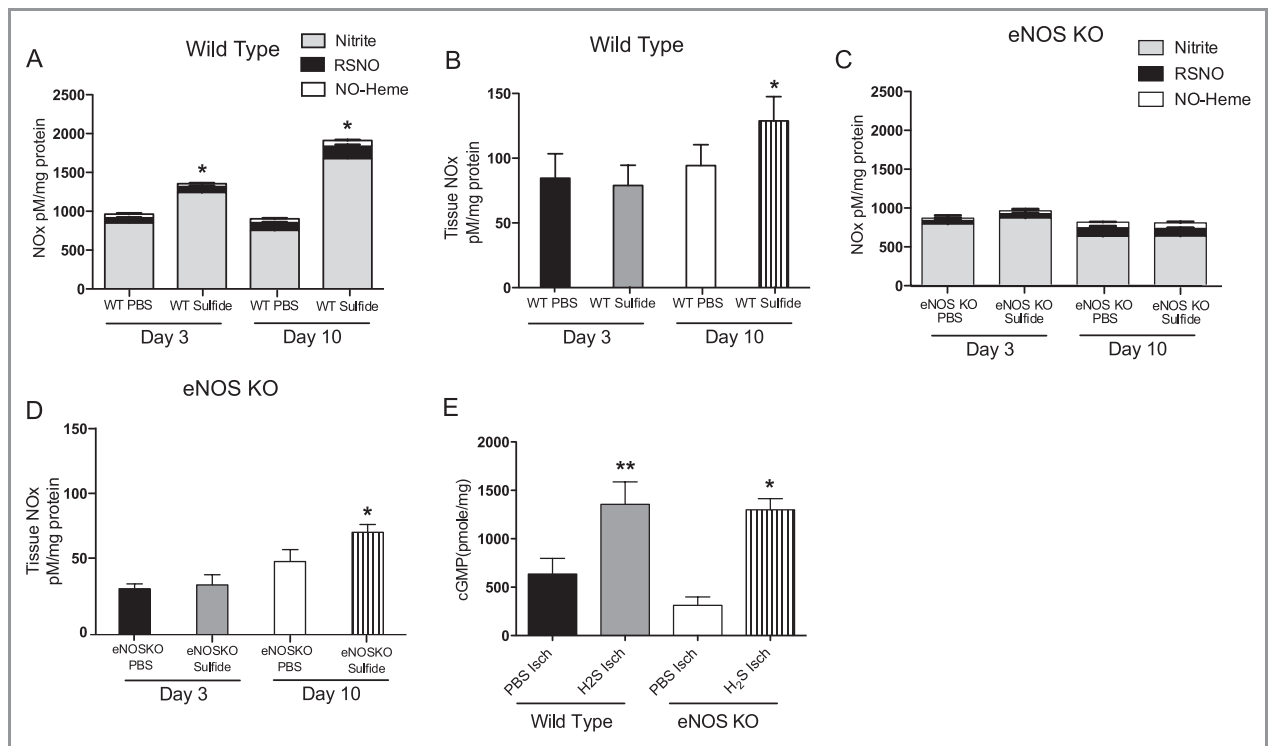 A
Wild Type
Nitrite
RSNO
NO-Heme
NOx pM/mg protein
2500
2000
1500
1000
500
0
*
*
WT PBS
WT Sulfide
WT PBS
WT Sulfide
Day 3
Day 10
B
Wild Type
Tissue NOx
pM/mg protein
150
100
50
0
*
WT PBS
WT Sulfide
WT PBS
WT Sulfide
Day 3
Day 10
C
eNOS KO
Nitrite
RSNO
NO-Heme
NOx pM/mg protein
2500
2000
1500
1000
500
0
eNOS KO
PBS
eNOS KO
Sulfide
eNOS KO
PBS
eNOS KO
Sulfide
Day 3
Day 10
D
eNOS KO
Tissue NOx
pM/mg protein
150
100
50
0
*
eNOSKO
PBS
eNOSKO
Sulfide
eNOSKO
PBS
eNOSKO
Sulfide
Day 3
Day 10
E
cGMP(pmole/mg)
2000
1500
1000
500
0
**
*
PBS Isch
H2S Isch
PBS Isch
H₂S Isch
Wild Type
eNOS KO